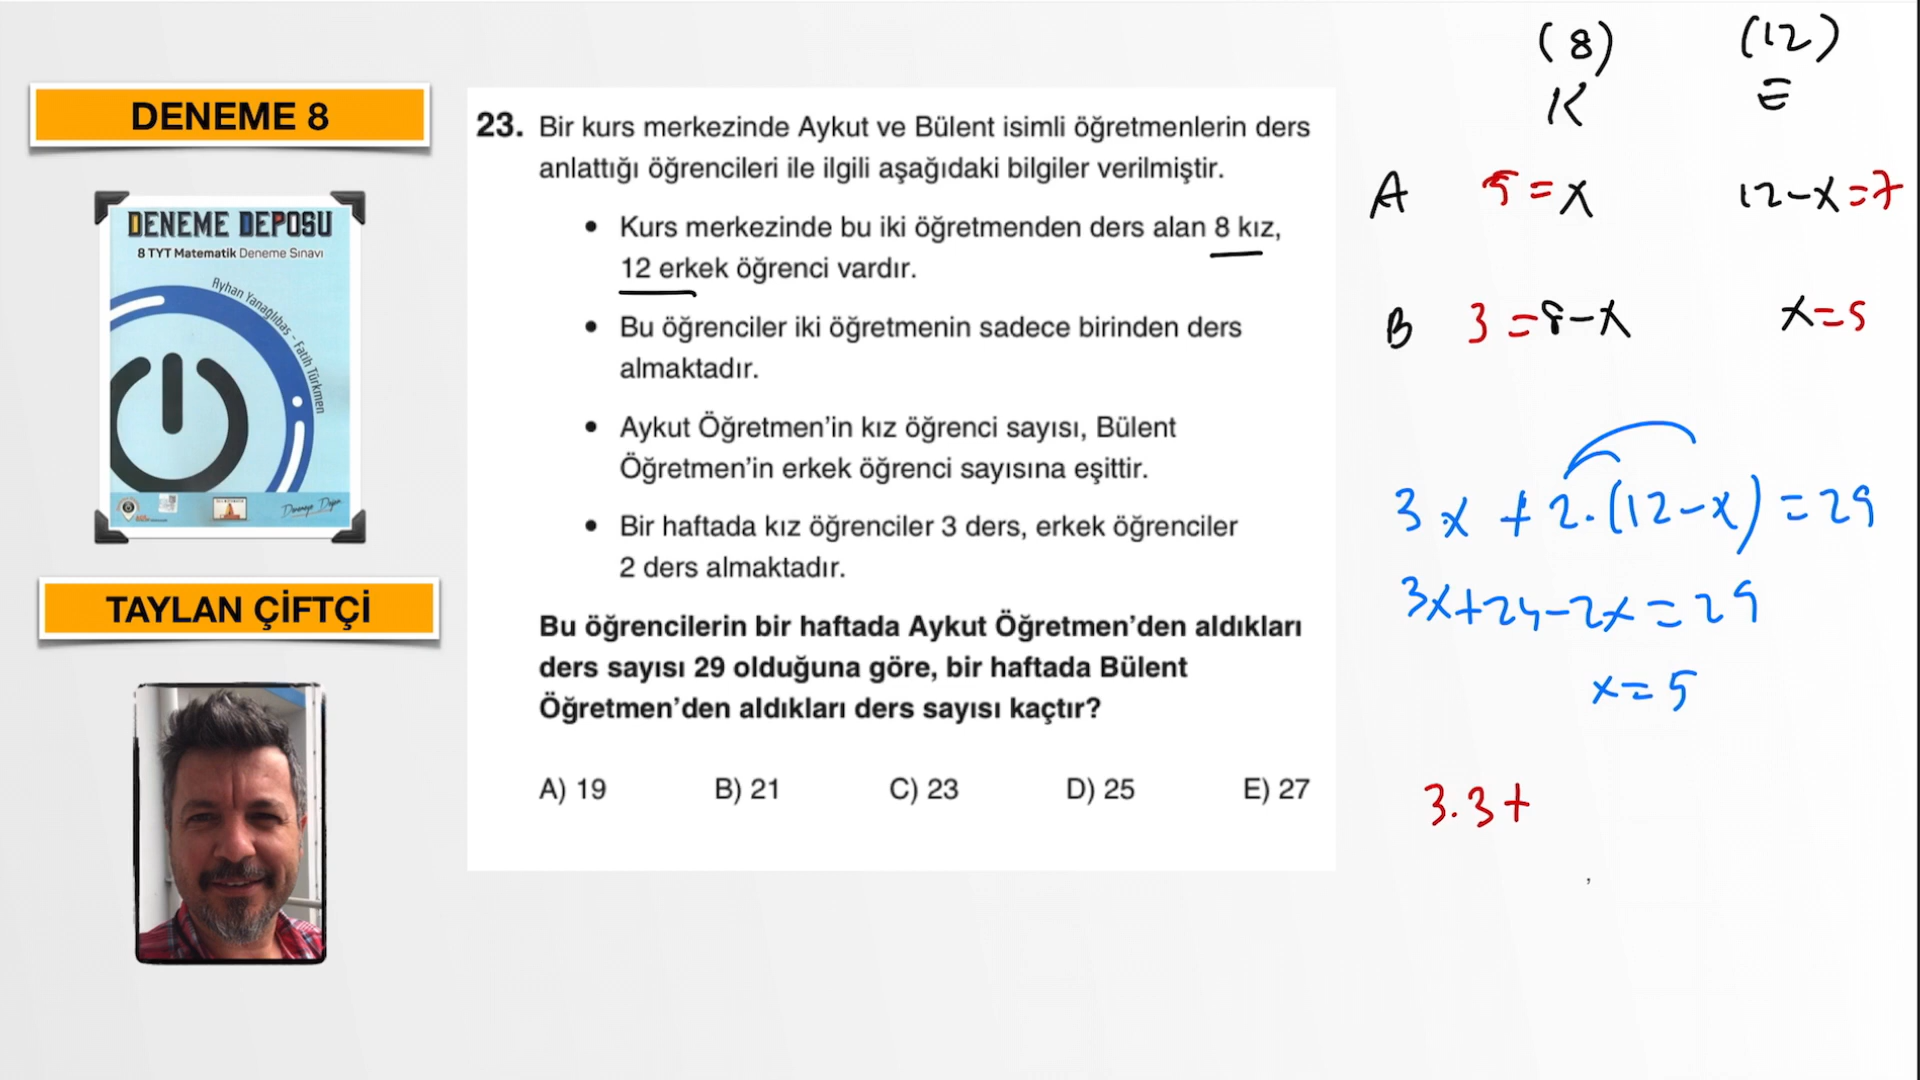 DENEME 8
DENEME DEPOSU
8 TYT Matematik Deneme Sınavı
Ayhan Yanağlıbaş - Fatih Türkmen
TAYLAN ÇİFTÇİ
23. Bir kurs merkezinde Aykut ve Bülent isimli öğretmenlerin ders
anlattığı öğrencileri ile ilgili aşağıdaki bilgiler verilmiştir.
• Kurs merkezinde bu iki öğretmenden ders alan 8 kız,
12 erkek öğrenci vardır.
• Bu öğrenciler iki öğretmenin sadece birinden ders
almaktadır.
• Aykut Öğretmen'in kız öğrenci sayısı, Bülent
Öğretmen'in erkek öğrenci sayısına eşittir.
• Bir haftada kız öğrenciler 3 ders, erkek öğrenciler
2 ders almaktadır.
Bu öğrencilerin bir haftada Aykut Öğretmen'den aldıkları
ders sayısı 29 olduğuna göre, bir haftada Bülent
Öğretmen'den aldıkları ders sayısı kaçtır?
A) 19 B) 21 C) 23 D) 25 E) 27
(8) (12)
K E
A 5=x 12-x=7
B 3=8-x x=5
3x+2.(12-x)=29
3x+24-2x=29
x=5
3.3+